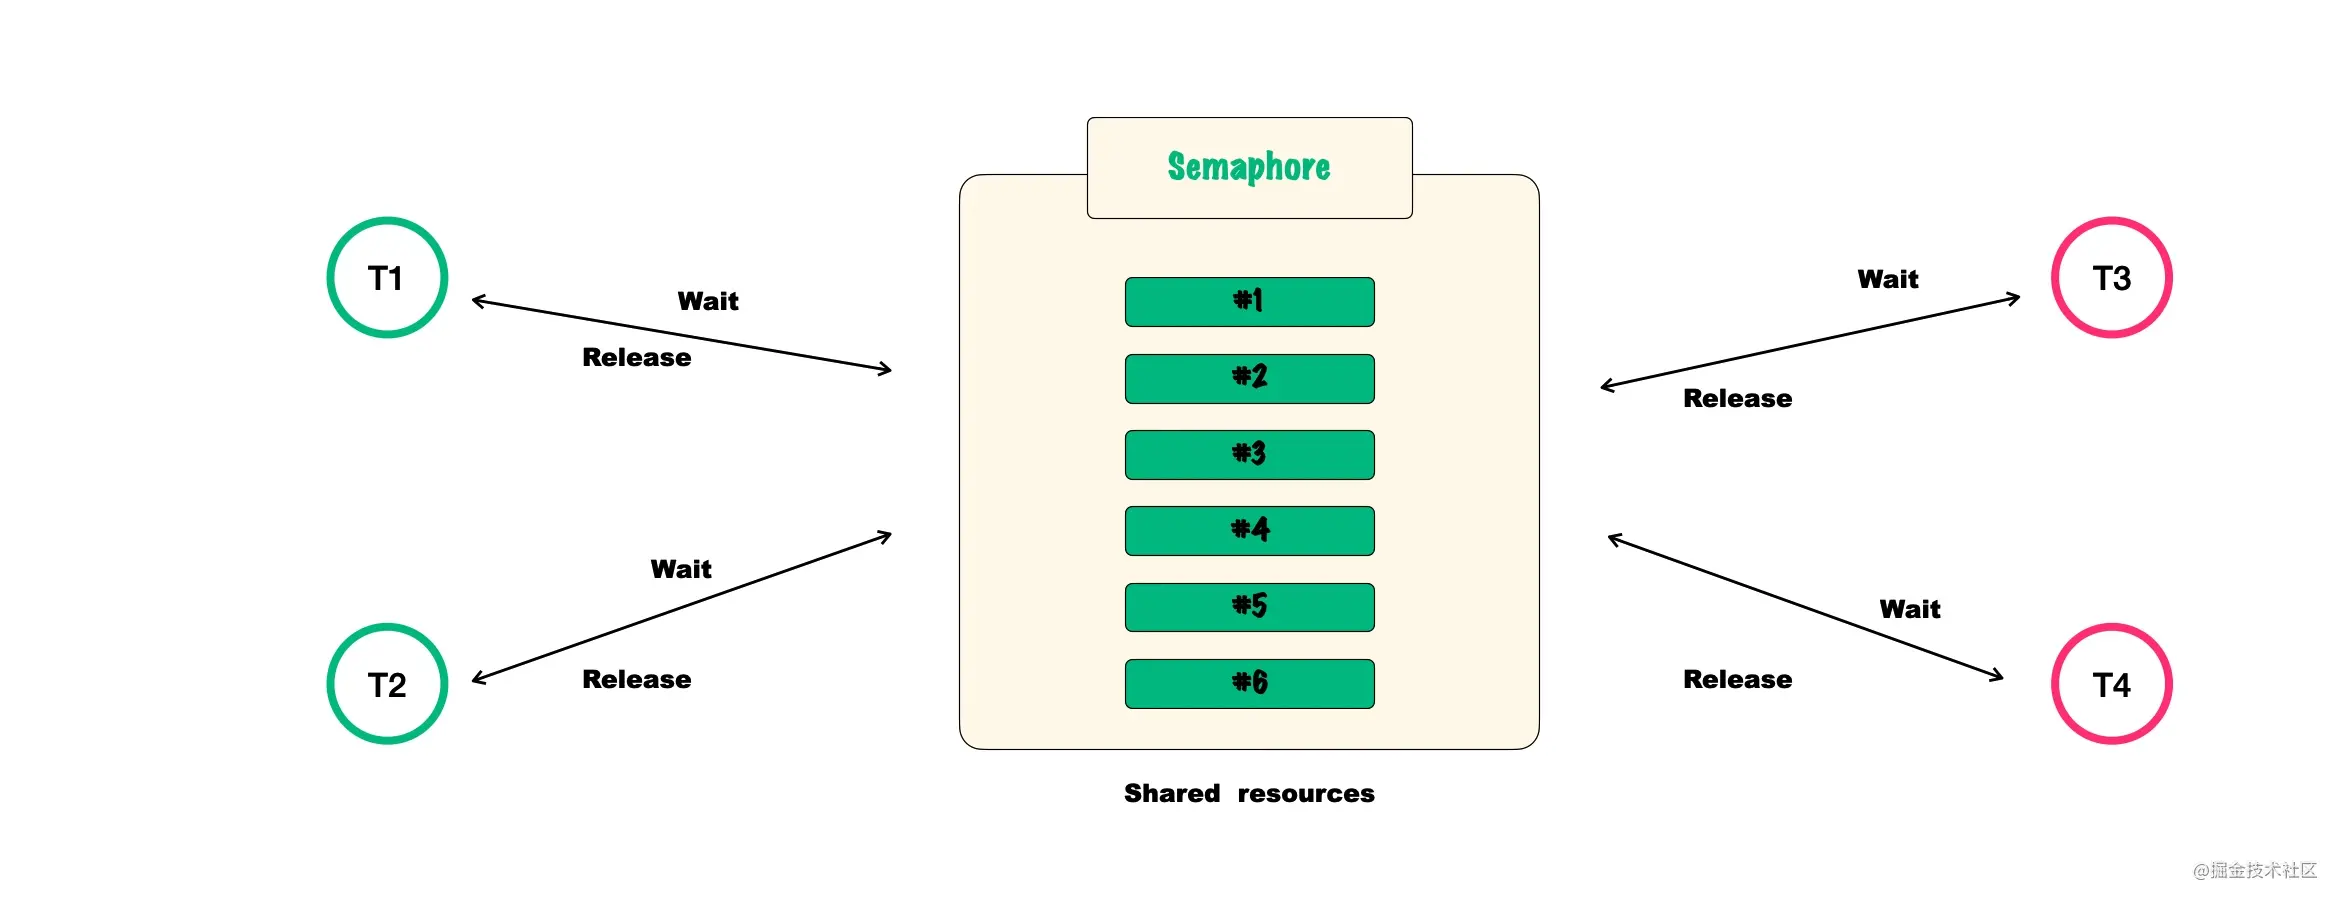 Semaphore
T1
Wait
Release
T2
Wait
Release
#1
#2
#3
#4
#5
#6
Shared resources
Wait
Release
T3
Wait
Release
T4
@掘金技术社区